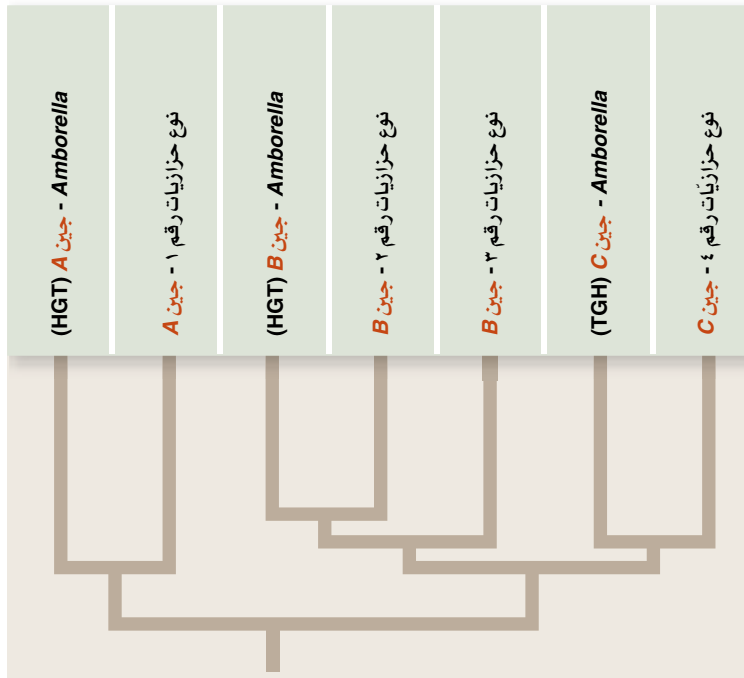 (HGT) A جين - Amborella
نوع حزازيات رقم ١ - جين A
(HGT) B جين - Amborella
نوع حزازيات رقم ٢ - جين B
نوع حزازيات رقم ٣ - جين B
(TGH) C جين - Amborella
نوع حزازيّات رقم ٤ - جين C